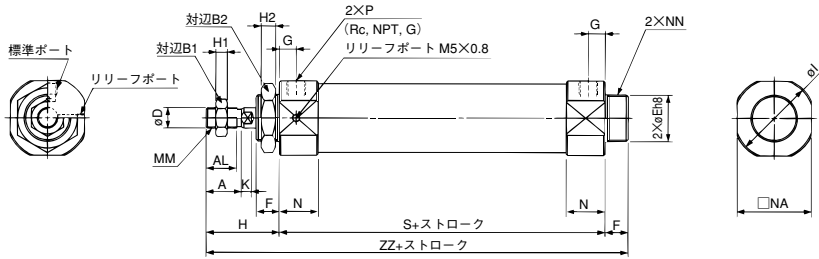 対辺B2
H2
2×P
(Rc, NPT, G)
リリーフポート M5×0.8
G
2×NN
対辺B1
H1
G
標準ポート
リリーフポート
øD
MM
AL
A
K
F
N
N
F
H
S+ストローク
ZZ+ストローク
2×øEh8
øI
□NA